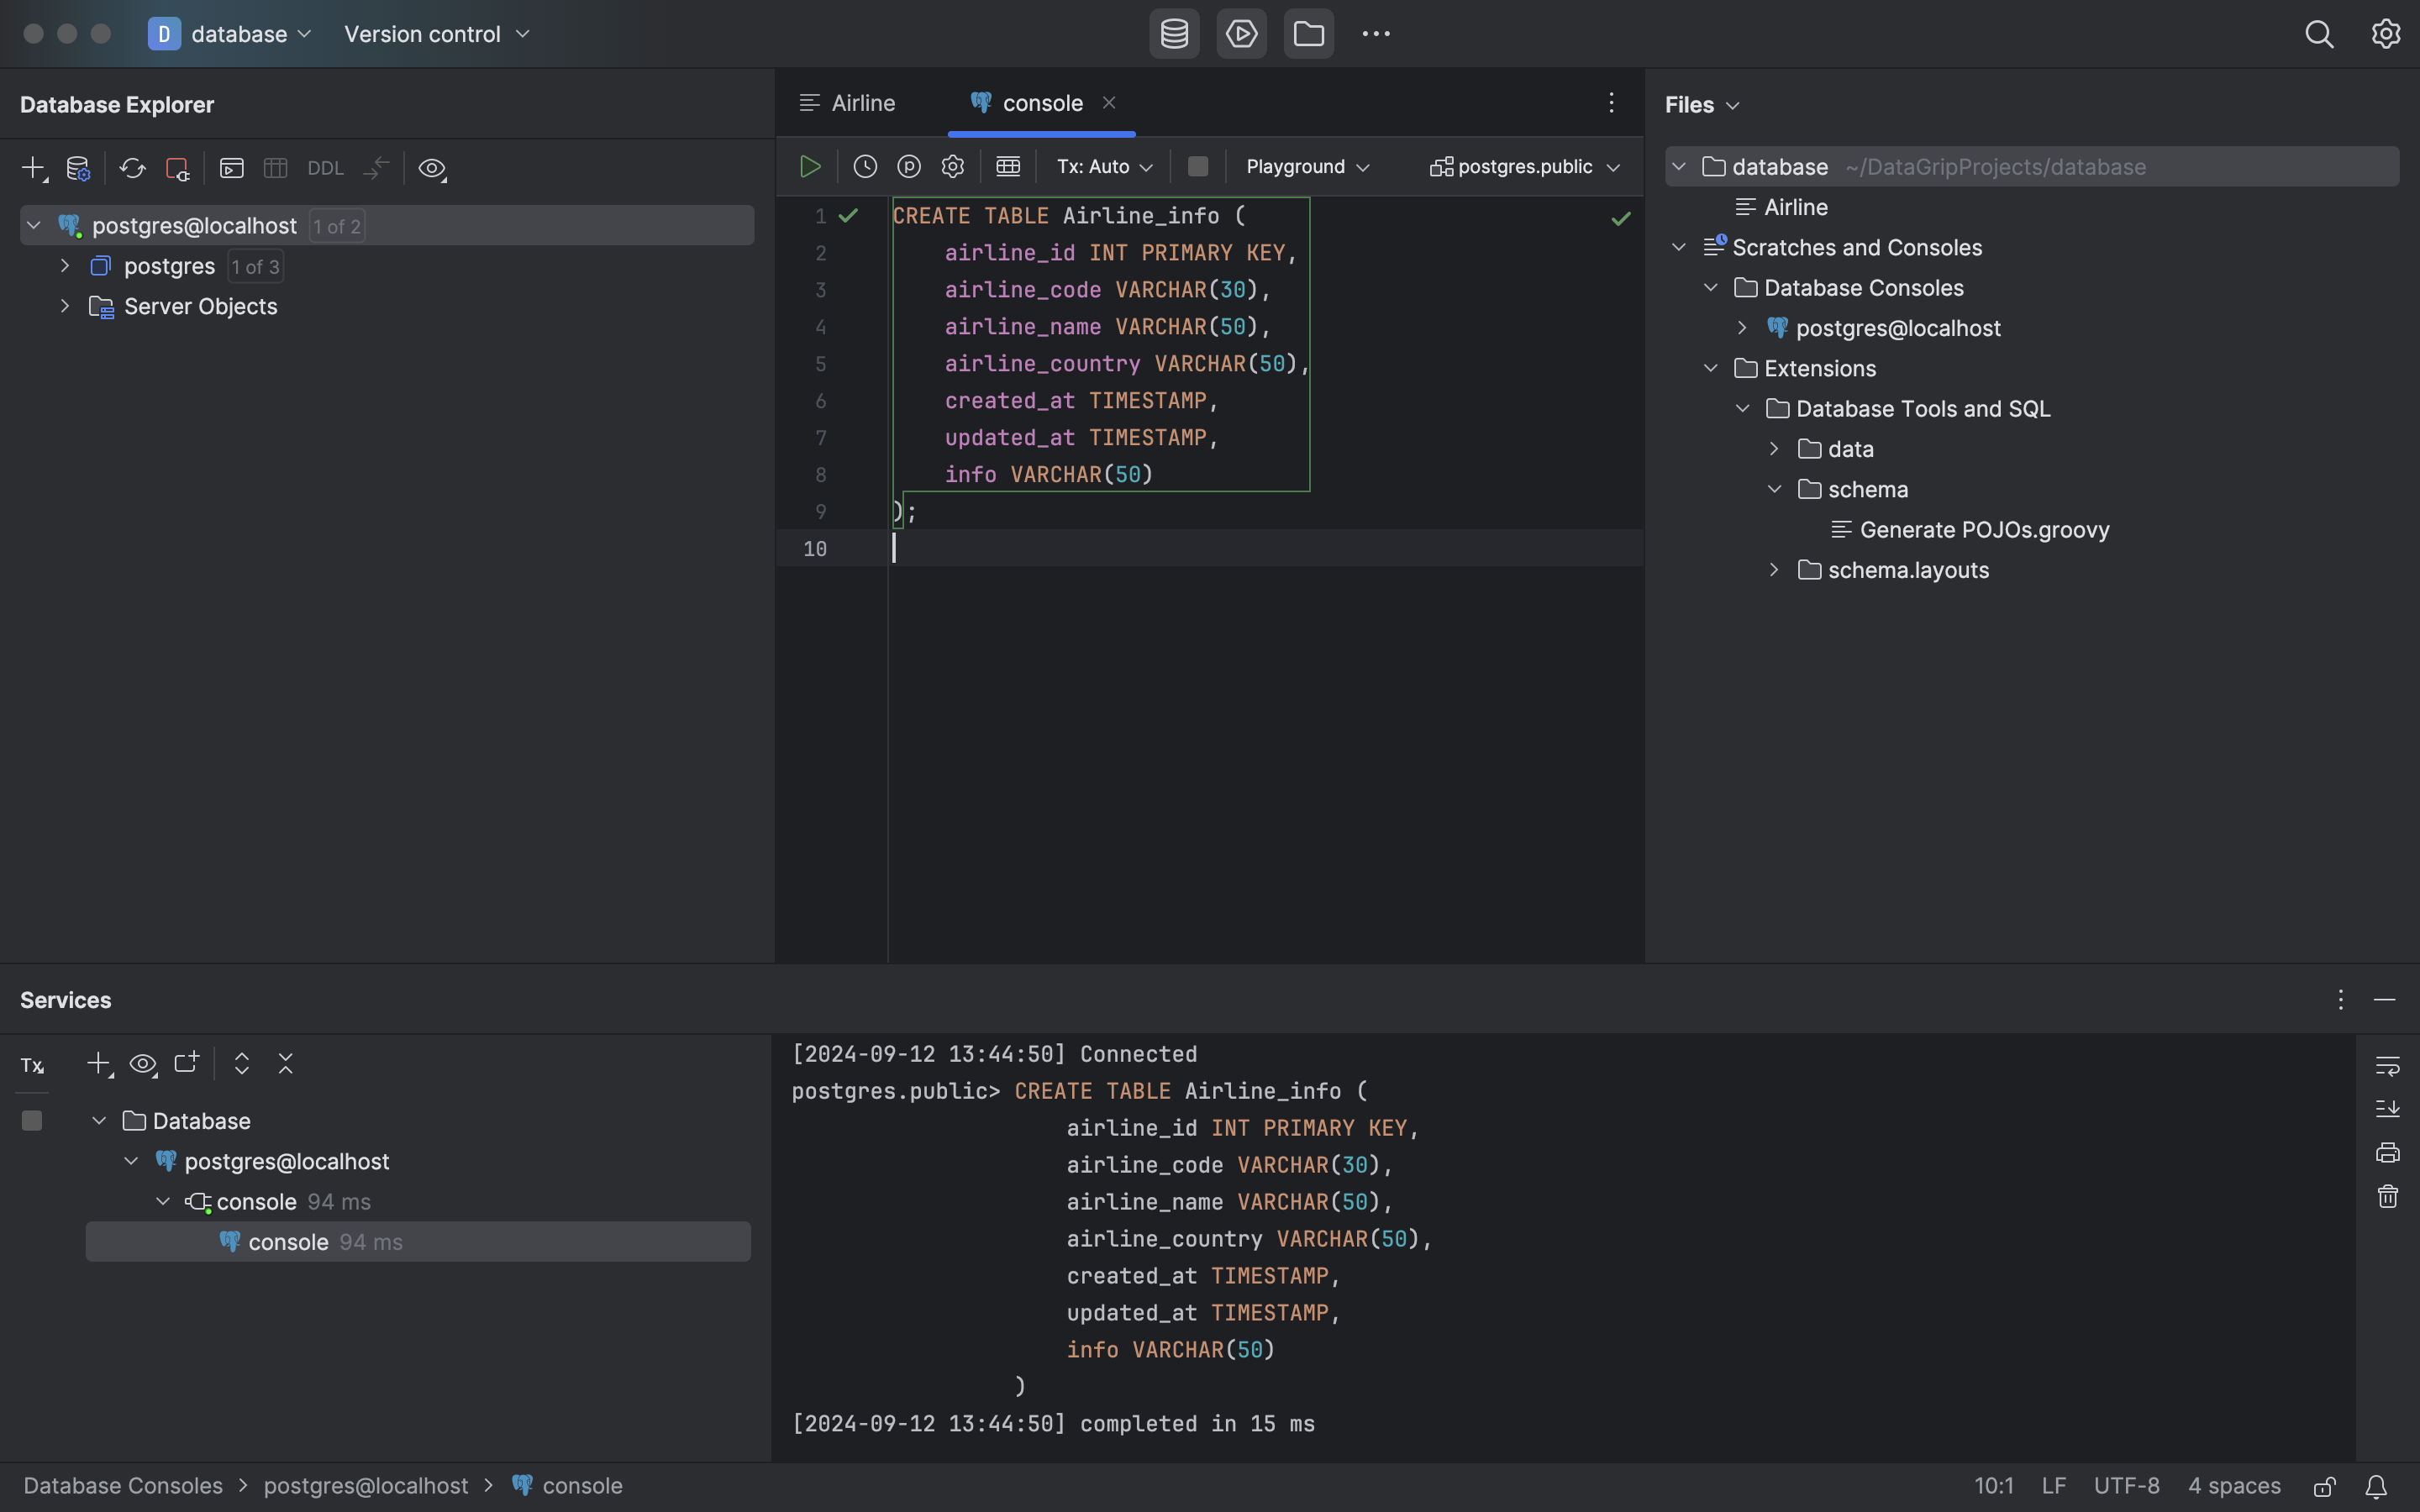 D database Version control
Database Explorer
DDL
postgres@localhost 1 of 2
postgres 1 of 3
Server Objects
Airline console
Tx: Auto Playground postgres.public
1 CREATE TABLE Airline_info (
2 airline_id INT PRIMARY KEY,
3 airline_code VARCHAR(30),
4 airline_name VARCHAR(50),
5 airline_country VARCHAR(50),
6 created_at TIMESTAMP,
7 updated_at TIMESTAMP,
8 info VARCHAR(50)
9 );
10
Files
database ~/DataGripProjects/database
Airline
Scratches and Consoles
Database Consoles
postgres@localhost
Extensions
Database Tools and SQL
data
schema
Generate POJOs.groovy
schema.layouts
Services
Tx
Database
postgres@localhost
console 94 ms
console 94 ms
[2024-09-12 13:44:50] Connected
postgres.public> CREATE TABLE Airline_info (
airline_id INT PRIMARY KEY,
airline_code VARCHAR(30),
airline_name VARCHAR(50),
airline_country VARCHAR(50),
created_at TIMESTAMP,
updated_at TIMESTAMP,
info VARCHAR(50)
)
[2024-09-12 13:44:50] completed in 15 ms
Database Consoles > postgres@localhost > console
10:1 LF UTF-8 4 spaces